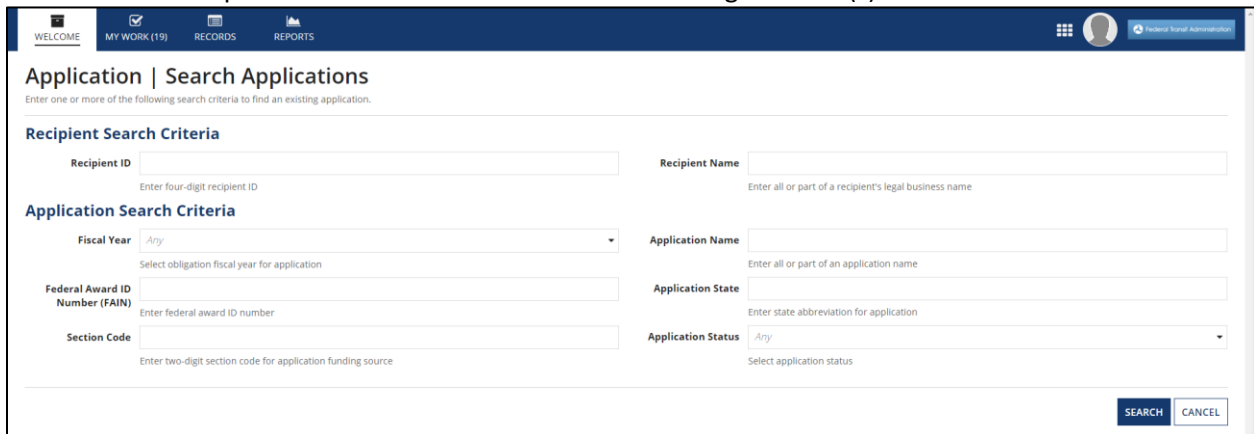 WELCOME MY WORK (19) RECORDS REPORTS
Federal Transit Administration
Application | Search Applications
Enter one or more of the following search criteria to find an existing application.
Recipient Search Criteria
Recipient ID Recipient Name
Enter four-digit recipient ID Enter all or part of a recipient's legal business name
Application Search Criteria
Fiscal Year Any Application Name
Select obligation fiscal year for application Enter all or part of an application name
Federal Award ID Application State
Number (FAIN)
Enter federal award ID number Enter state abbreviation for application
Section Code Application Status Any
Enter two-digit section code for application funding source Select application status
SEARCH CANCEL